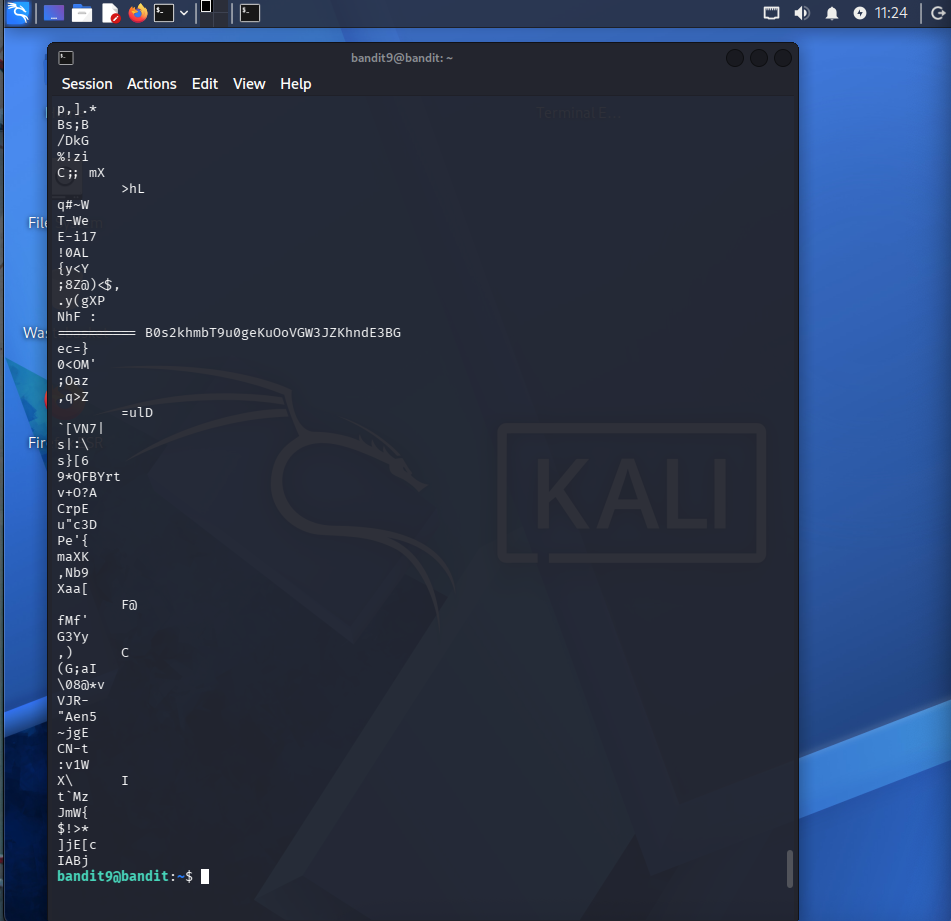 11:24
bandit9@bandit: ~
Session Actions Edit View Help
p,].*
Bs;B
/DkG
%!zi
C;; mX
>hL
q#~W
T-We
E-i17
!0AL
{y<Y
;8Z@)<$,
.y(gXP
NhF :
========== B0s2khmbT9u0geKuOoVGW3JZKhndE3BG
ec=}
0<OM'
;Oaz
,q>Z
=ulD
`[VN7|
s|:\
s}[6
9*QFBYrt
v+O?A
CrpE
u"c3D
Pe'{
maXK
,Nb9
Xaa[
F@
fMf'
G3Yy
,) C
(G;aI
\08@*v
VJR-
"Aen5
~jgE
CN-t
:v1W
X\ I
t`Mz
JmW{
$!>*
]jE[c
IABj
bandit9@bandit:~$
KALI